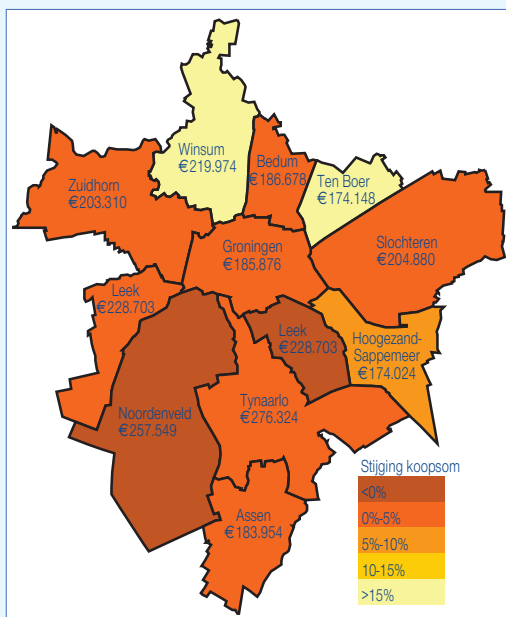 Winsum
€219.974
Bedum
€186.678
Ten Boer
€174.148
Zuidhorn
€203.310
Groningen
€185.876
Slochteren
€204.880
Leek
€228.703
Leek
€228.703
Hoogezand-
Sappemeer
€174.024
Noordenveld
€257.549
Tynaarlo
€276.324
Assen
€183.954
Stijging koopsom
<0%
0%-5%
5%-10%
10-15%
>15%